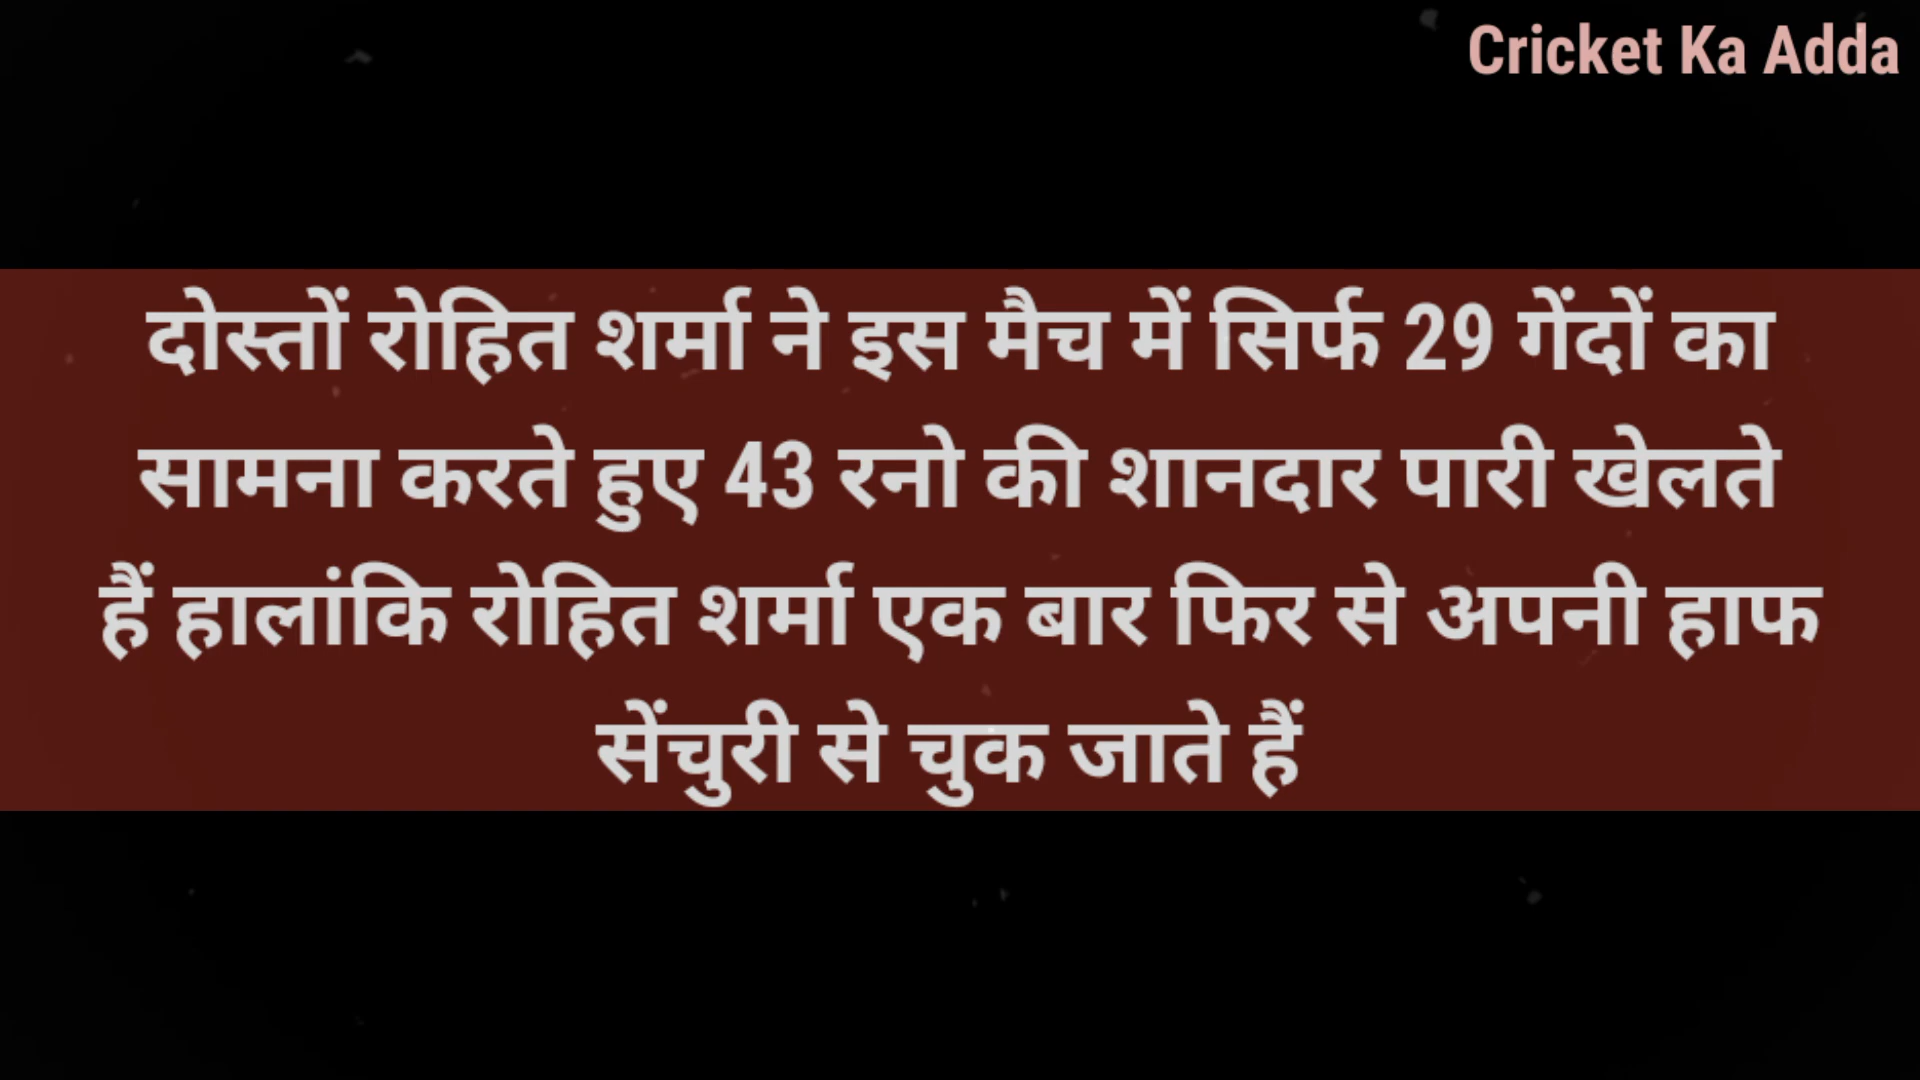 Cricket Ka Adda
दोस्तों रोहित शर्मा ने इस मैच में सिर्फ 29 गेंदों का
सामना करते हुए 43 रनो की शानदार पारी खेलते
हैं हालांकि रोहित शर्मा एक बार फिर से अपनी हाफ
सेंचुरी से चुक जाते हैं